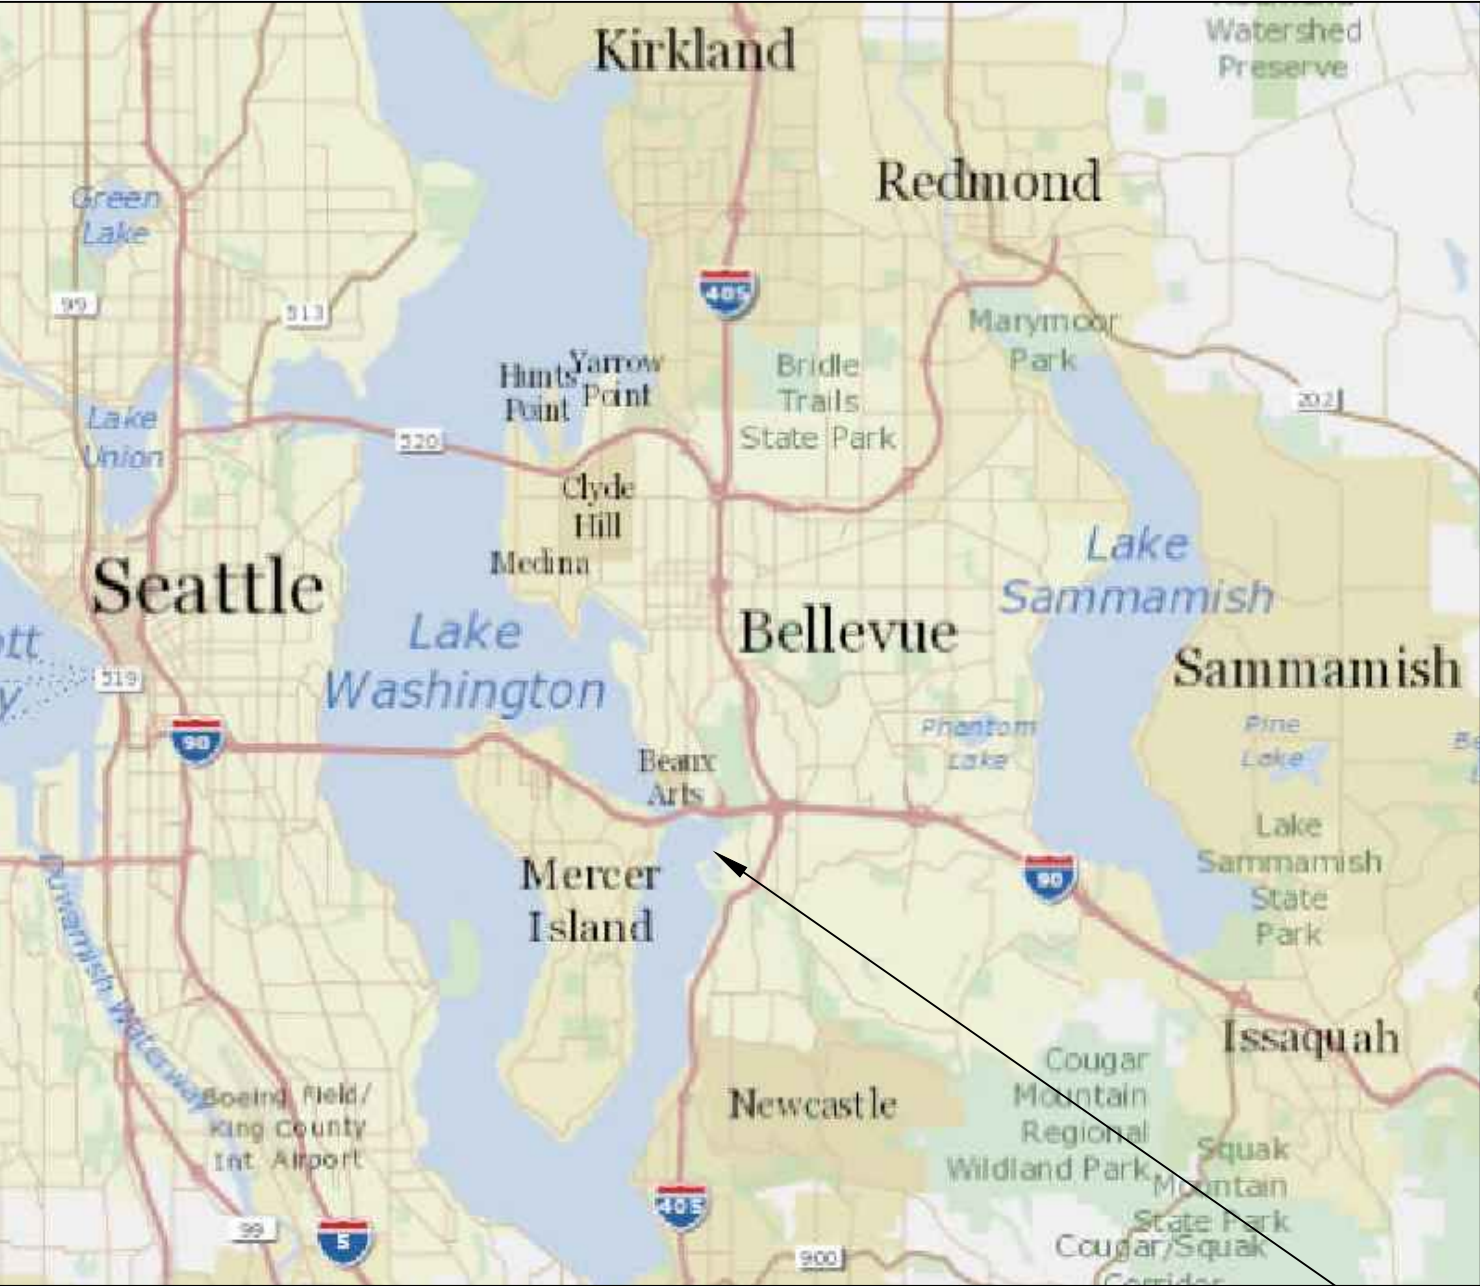 Kirkland
Watershed
Preserve
Redmond
Green
Lake
405
99
513
Marymoor
Park
Hunts
Point
Yarrow
Point
Bridle
Trails
State Park
202
Lake
Union
520
Clyde
Hill
Medina
Seattle
Lake
Sammamish
Lake
Washington
Bellevue
ott
y
519
Sammamish
90
Phantom
Lake
Pine
Lake
Beaux
Arts
Lake
Sammamish
State
Park
Mercer
Island
90
Duwamish Waterway
Issaquah
Cougar
Mountain
Regional
Wildland Park
Newcastle
Boeing Field/
King County
Int Airport
Squak
Mountain
State Park
Cougar/Squak
Corridor
405
99
5
900